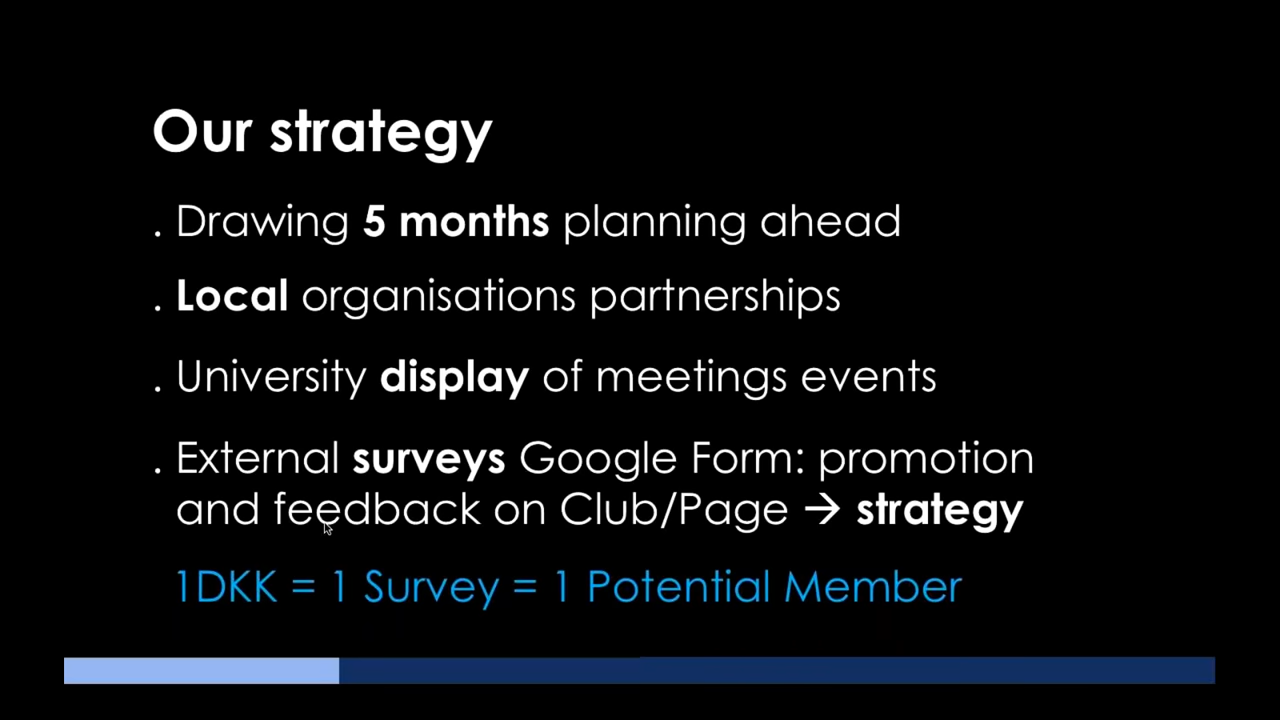 Our strategy
. Drawing 5 months planning ahead
. Local organisations partnerships
. University display of meetings events
. External surveys Google Form: promotion
and feedback on Club/Page → strategy
1DKK = 1 Survey = 1 Potential Member